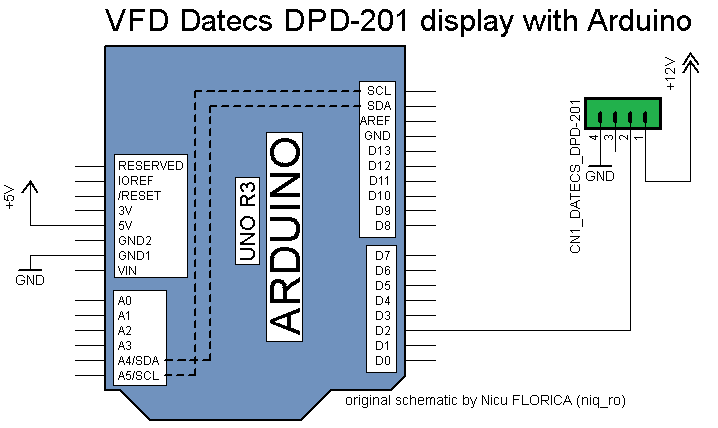 VFD Datecs DPD-201 display with Arduino
+12V
SCL
SDA
AREF
GND
D13
D12
D11
D10
D9
D8
CN1_DATECS_DPD-201
4
3
2
1
GND
RESERVED
IOREF
/RESET
3V
5V
GND2
GND1
VIN
+5V
GND
UNO R3
ARDUINO
D7
D6
D5
D4
D3
D2
D1
D0
A0
A1
A2
A3
A4/SDA
A5/SCL
original schematic by Nicu FLORICA (niq_ro)